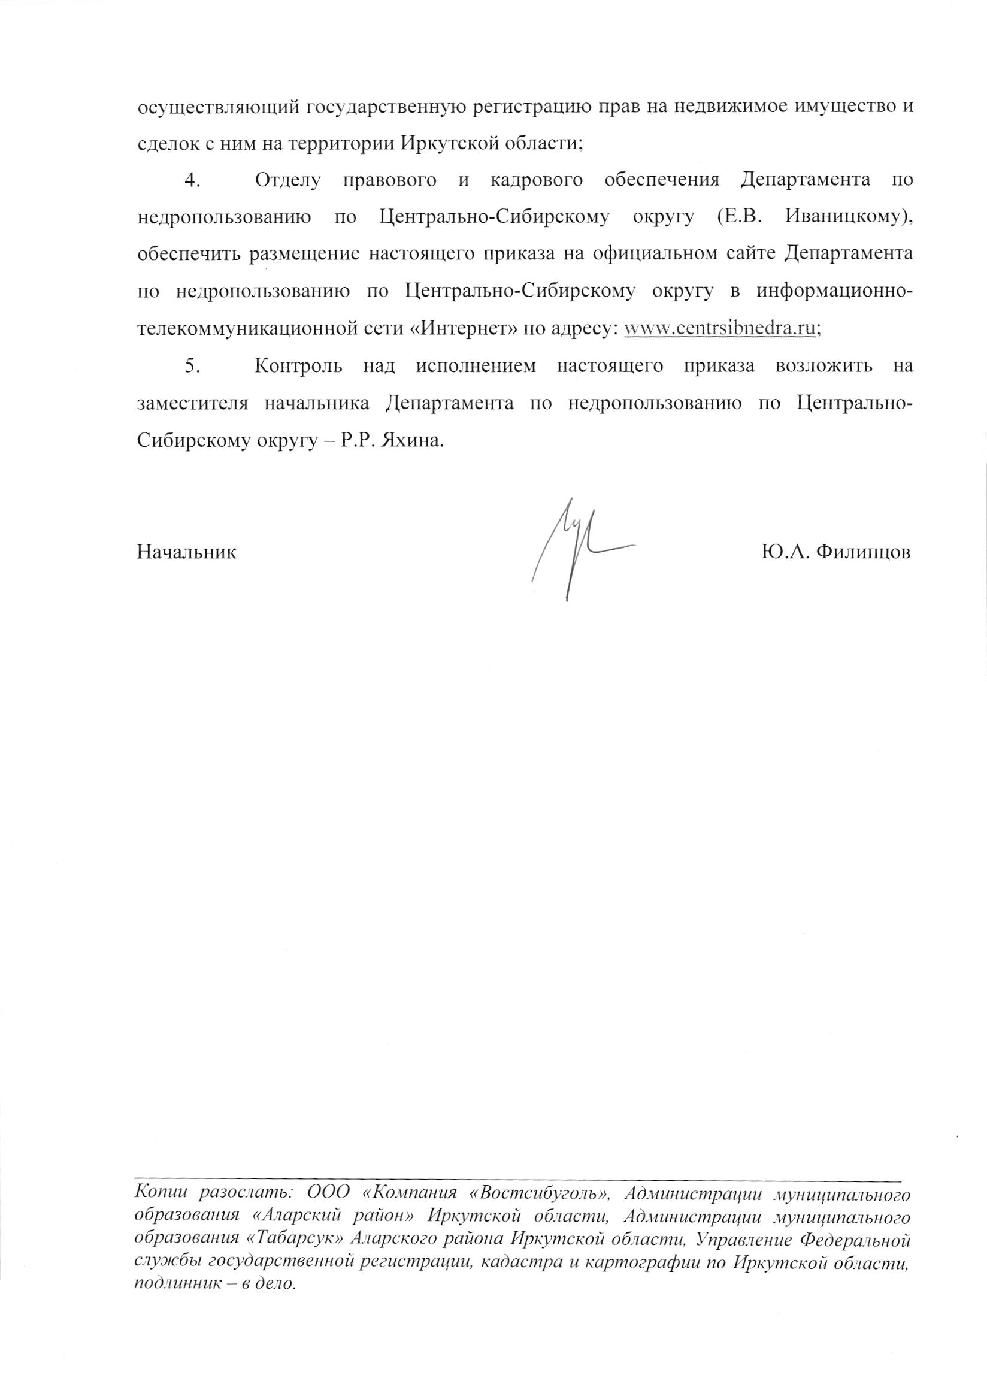 осуществляющий государственную регистрацию прав на недвижимое имущество и
сделок с ним на территории Иркутской области;
4. Отделу правового и кадрового обеспечения Департамента по
недропользованию по Центрально-Сибирскому округу (Е.В. Иваницкому),
обеспечить размещение настоящего приказа на официальном сайте Департамента
по недропользованию по Центрально-Сибирскому округу в информационно-
телекоммуникационной сети «Интернет» по адресу: www.centrsibnedra.ru;
5. Контроль над исполнением настоящего приказа возложить на
заместителя начальника Департамента по недропользованию по Центрально-
Сибирскому округу – Р.Р. Яхина.
Начальник Ю.А. Филипцов
Копии разослать: ООО «Компания «Востсибуголь», Администрации муниципального
образования «Аларский район» Иркутской области, Администрации муниципального
образования «Табарсук» Аларского района Иркутской области, Управление Федеральной
службы государственной регистрации, кадастра и картографии по Иркутской области,
подлинник – в дело.